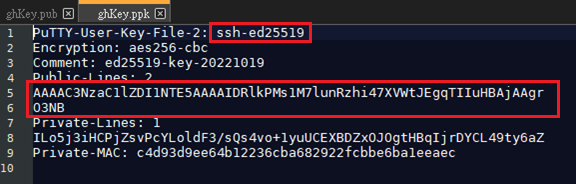 ghKey.pub
ghKey.ppk
1 PuTTY-User-Key-File-2: ssh-ed25519
2 Encryption: aes256-cbc
3 Comment: ed25519-key-20221019
4 Public-Lines: 2
5 AAAAC3NzaC1lZDI1NTE5AAAAIDRlkPMs1M7lunRzhi47XVWtJEgqTIIuHBAjAAgr
6 O3NB
7 Private-Lines: 1
8 ILo5j3iHCPjZsvPcYLoldF3/sQs4vo+1yuUCEXBDZxOJOgtHBqIjrDYCL49ty6aZ
9 Private-MAC: c4d93d9ee64b12236cba682922fcbbe6ba1eeaec
10